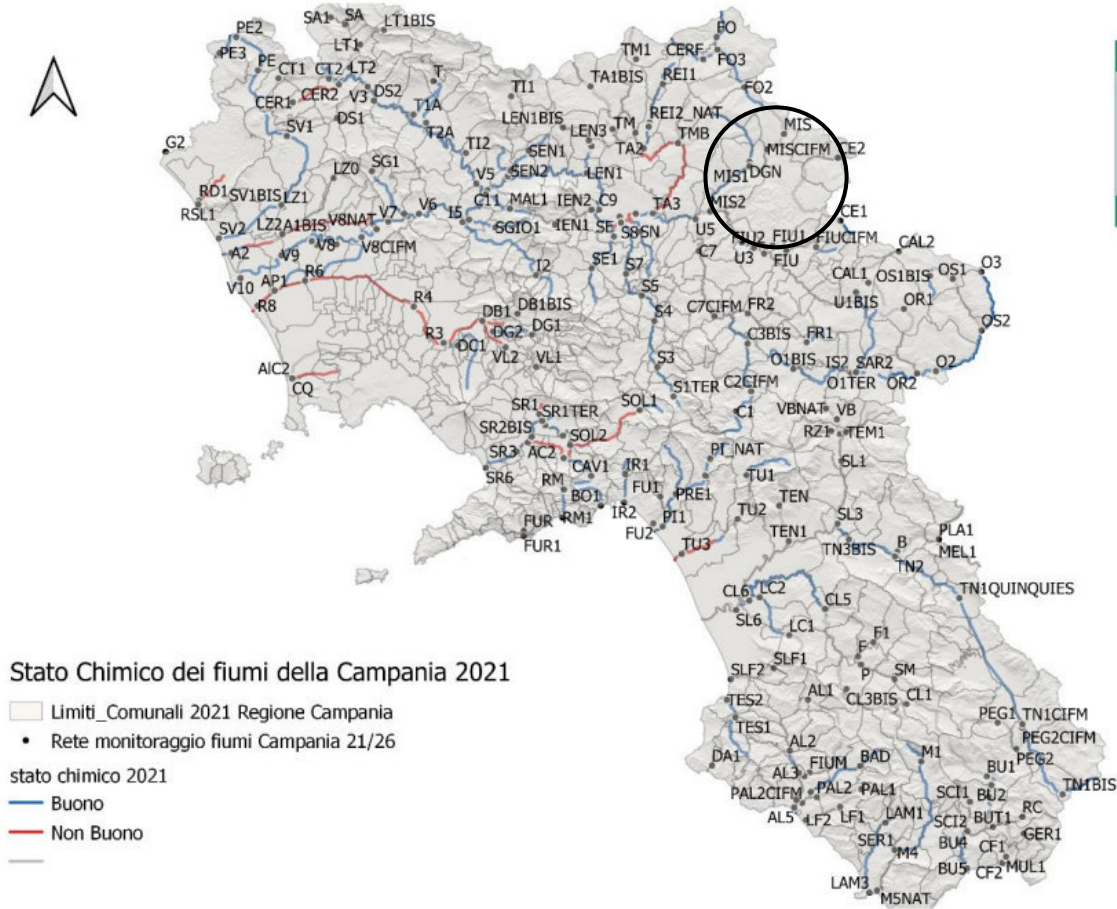 SA1 SA LT1BIS
PE2 FO
PE3 LT1 TM1 CERF FO3
PE CT1 CT2 LT2 T TA1BIS REI1
CER1 CER2 V3 DS2 TI1 FO2
DS1 T1A LEN1BIS REI2_NAT MIS
SV1 T2A LEN3 TM TMB
G2 TI2 SEN1 TA2 MISCIFM CE2
LZ0 SG1 SEN2 LEN1 MIS1 DGN
RD1 SV1BIS LZ1 V5
RSL1 V6 C11 MAL1 IEN2 C9 TA3 MIS2
SV2 LZ2 A1BIS V8NAT V7 I5 SGIO1 IEN1 SE S8 SN U5 CE1
A2 V9 V8 V8CIFM C7 U3 FIU2 FIU1 FIU FIUCIFM CAL2
V10 AP1 R6 I2 SE1 S7 CAL1 OS1BIS OS1 O3
R8 R4 DB1 DB1BIS S5 U1BIS OR1
R3 DG2 DG1 S4 C7CIFM FR2 OS2
DC1 VL2 VL1 C3BIS FR1
AIC2 S3 O1BIS IS2 SAR2 O2
CQ S1TER C2CIFM O1TER OR2
SR1 SR1TER SOL1 C1 VBNAT VB
SR2BIS SOL2 RZ1 TEM1
SR3 AC2 PI_NAT SL1
SR6 RM CAV1 IR1 TU1
BO1 FU1 PRE1 TEN
FUR RM1 IR2 PI1 TU2 SL3
FUR1 FU2 TEN1 TN3BIS B PLA1
TU3 TN2 MEL1
CL6 LC2 CL5 TN1QUINQUIES
SL6 LC1 F1
F
SLF2 SLF1 P SM
TES2 AL1 CL3BIS CL1
TES1 PEG1 TN1CIFM
AL2 PEG2CIFM
DA1 FIUM BAD M1 BU1 PEG2
AL3 PAL2 PAL1 SCI1 BU2 TN1BIS
PAL2CIFM LF1 LAM1 RC
AL5 LF2 SCI2 BUT1
SER1 BU4 CF1 GER1
M4 BU5 CF2 MUL1
LAM3 M5NAT
Stato Chimico dei fiumi della Campania 2021
Limiti_Comunali 2021 Regione Campania
Rete monitoraggio fiumi Campania 21/26
stato chimico 2021
Buono
Non Buono